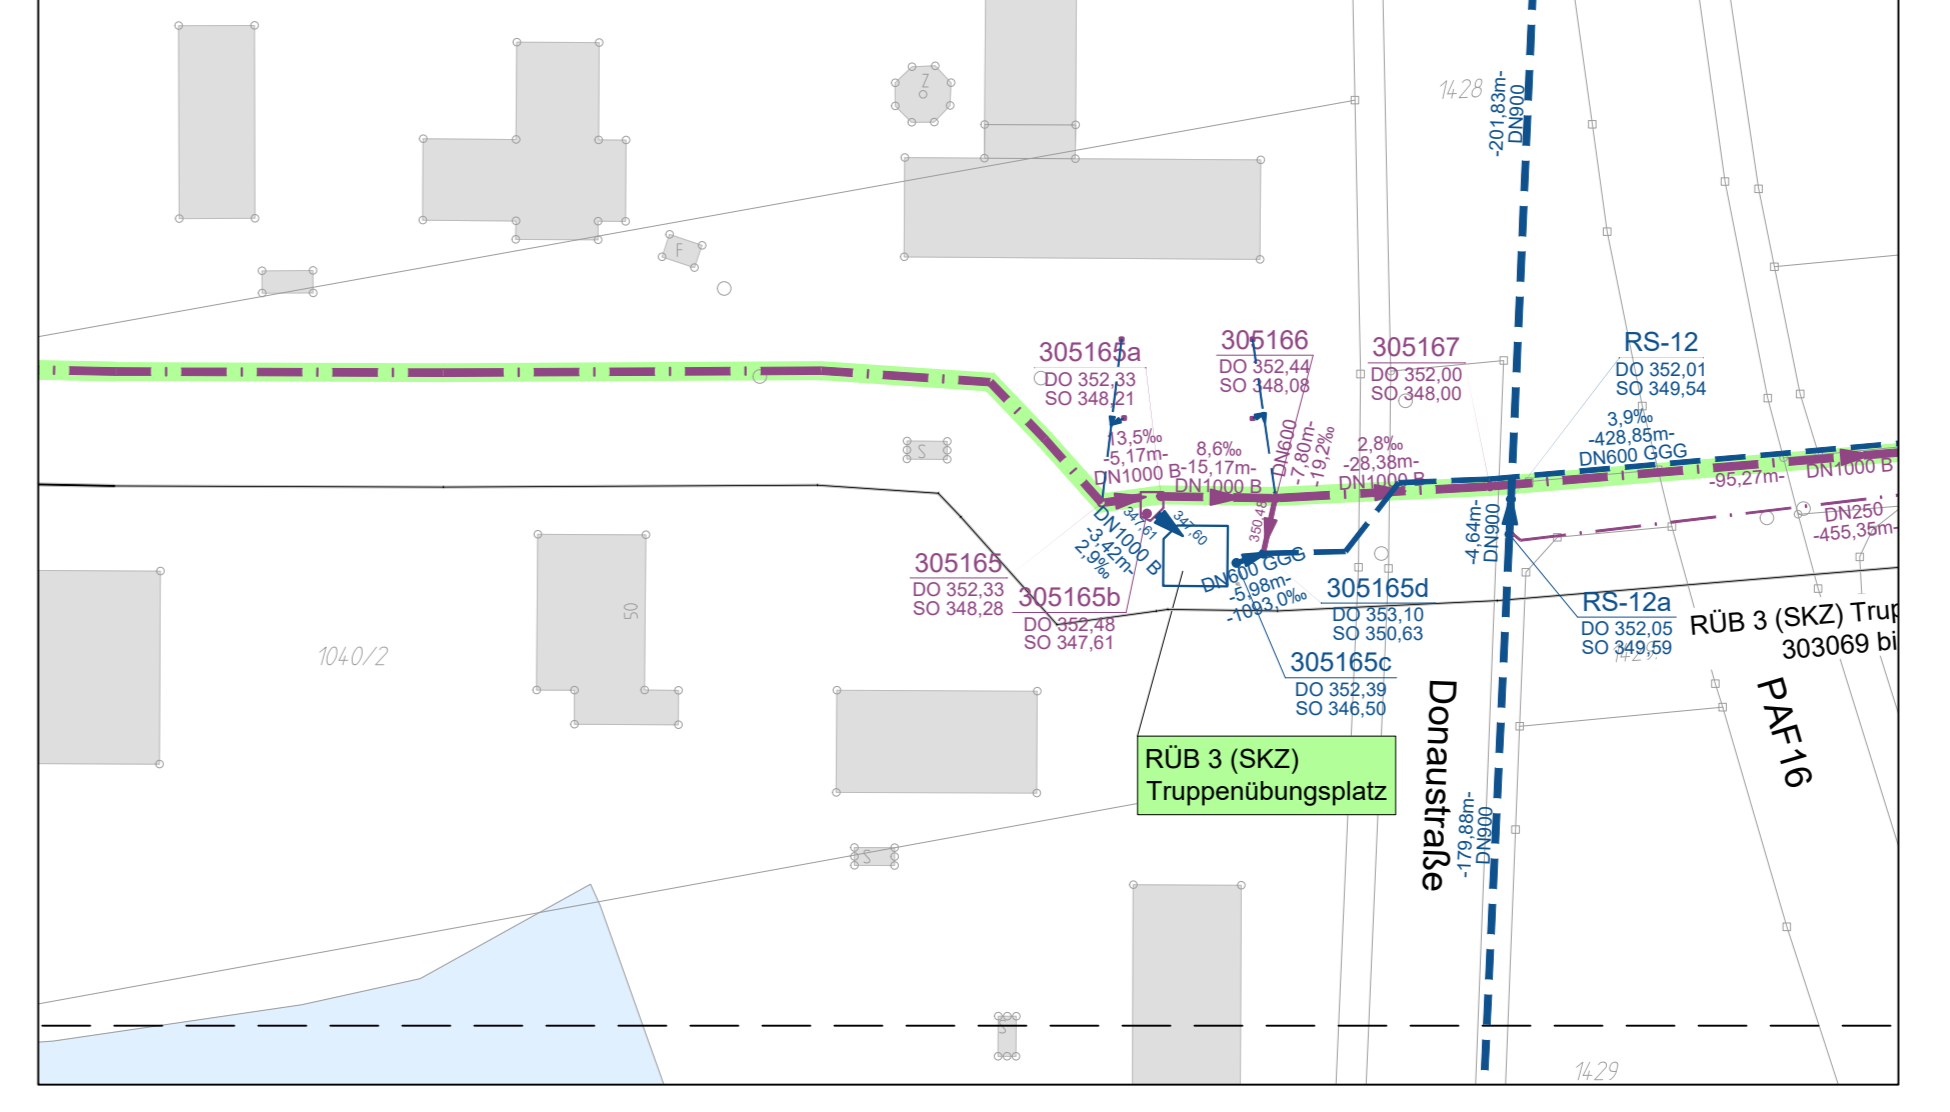 Z
1428
-201,83m-
DN900
F
305165a
DO 352,33
SO 348,21
305166
DO 352,44
SO 348,08
305167
DO 352,00
SO 348,00
RS-12
DO 352,01
SO 349,54
3,9‰
-428,85m-
DN600 GGG
S
13,5‰
-5,17m-
DN1000 B
8,6‰
-15,17m-
DN1000 B
DN600
-7,80m-
-19,2‰
2,8‰
-28,38m-
DN1000 B
-95,27m-
DN1000 B
DN250
-455,35m-
347,61
347,60
350,48
DN1000 B
-3,42m-
2,9‰
-4,64m-
DN900
305165
DO 352,33
SO 348,28
305165b
DO 352,48
SO 347,61
DN600 GGG
-5,98m-
-1093,0‰
305165d
DO 353,10
SO 350,63
RS-12a
DO 352,05
SO 349,59
RÜB 3 (SKZ) Trup
303069 bi
50
1040/2
305165c
DO 352,39
SO 346,50
Donaustraße
PAF16
RÜB 3 (SKZ)
Truppenübungsplatz
-179,88m-
DN900
S
S
1429